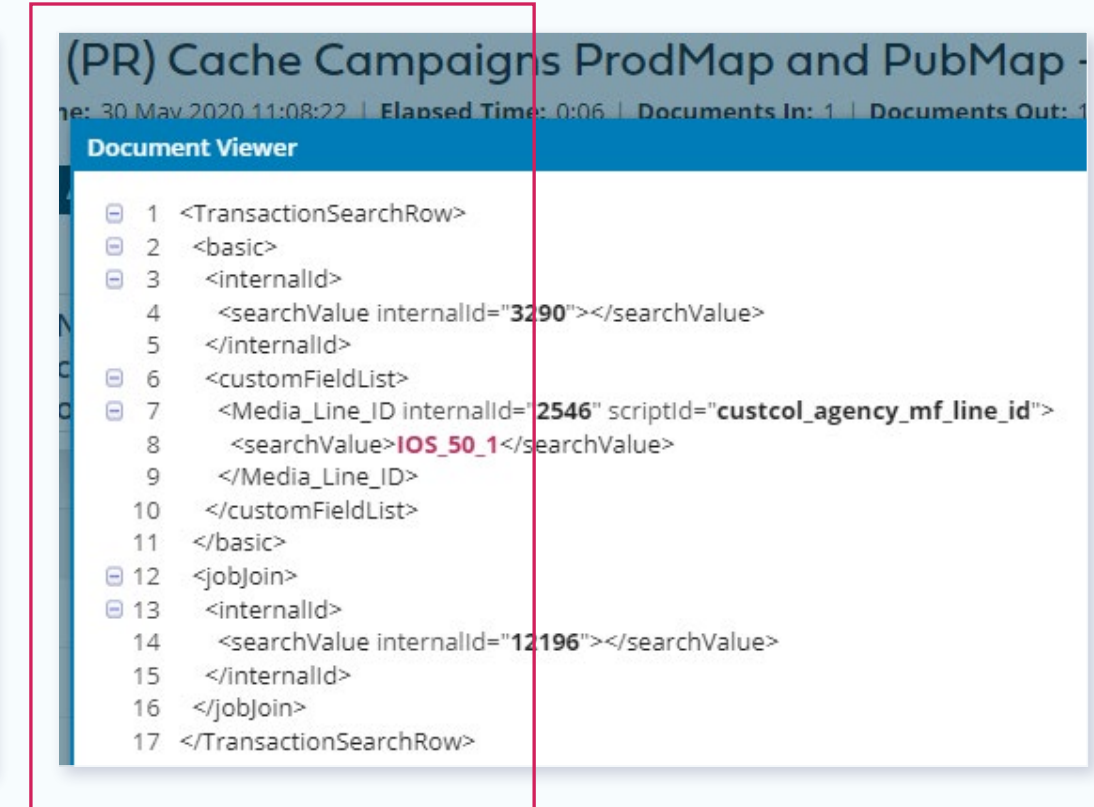 (PR) Cache Campaigns ProdMap and PubMap -
ne: 30 May 2020 11:08:22 | Elapsed Time: 0:06 | Documents In: 1 | Documents Out: 1
Document Viewer
1 <TransactionSearchRow>
2 <basic>
3 <internalId>
4 <searchValue internalId="3290"></searchValue>
5 </internalId>
6 <customFieldList>
7 <Media_Line_ID internalId="2546" scriptId="custcol_agency_mf_line_id">
8 <searchValue>IOS_50_1</searchValue>
9 </Media_Line_ID>
10 </customFieldList>
11 </basic>
12 <jobJoin>
13 <internalId>
14 <searchValue internalId="12196"></searchValue>
15 </internalId>
16 </jobJoin>
17 </TransactionSearchRow>